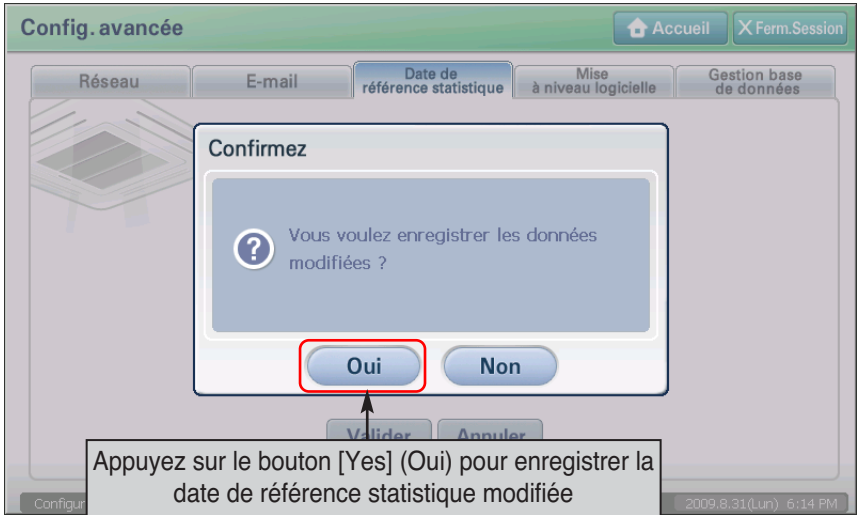 Config. avancée
Accueil
X Ferm.Session
Réseau
E-mail
Date de
référence statistique
Mise
à niveau logicielle
Gestion base
de données
Confirmez
Vous voulez enregistrer les données
modifiées ?
Oui
Non
Valider
Annuler
Appuyez sur le bouton [Yes] (Oui) pour enregistrer la
date de référence statistique modifiée
2009.8.31(Lun) 6:14 PM